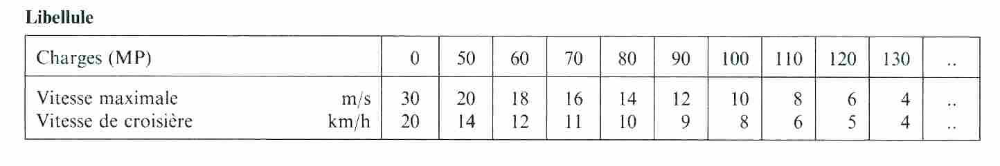 Libellule
Charges (MP) 0 50 60 70 80 90 100 110 120 130 ..
Vitesse maximale m/s 30 20 18 16 14 12 10 8 6 4 ..
Vitesse de croisière km/h 20 14 12 11 10 9 8 6 5 4 ..